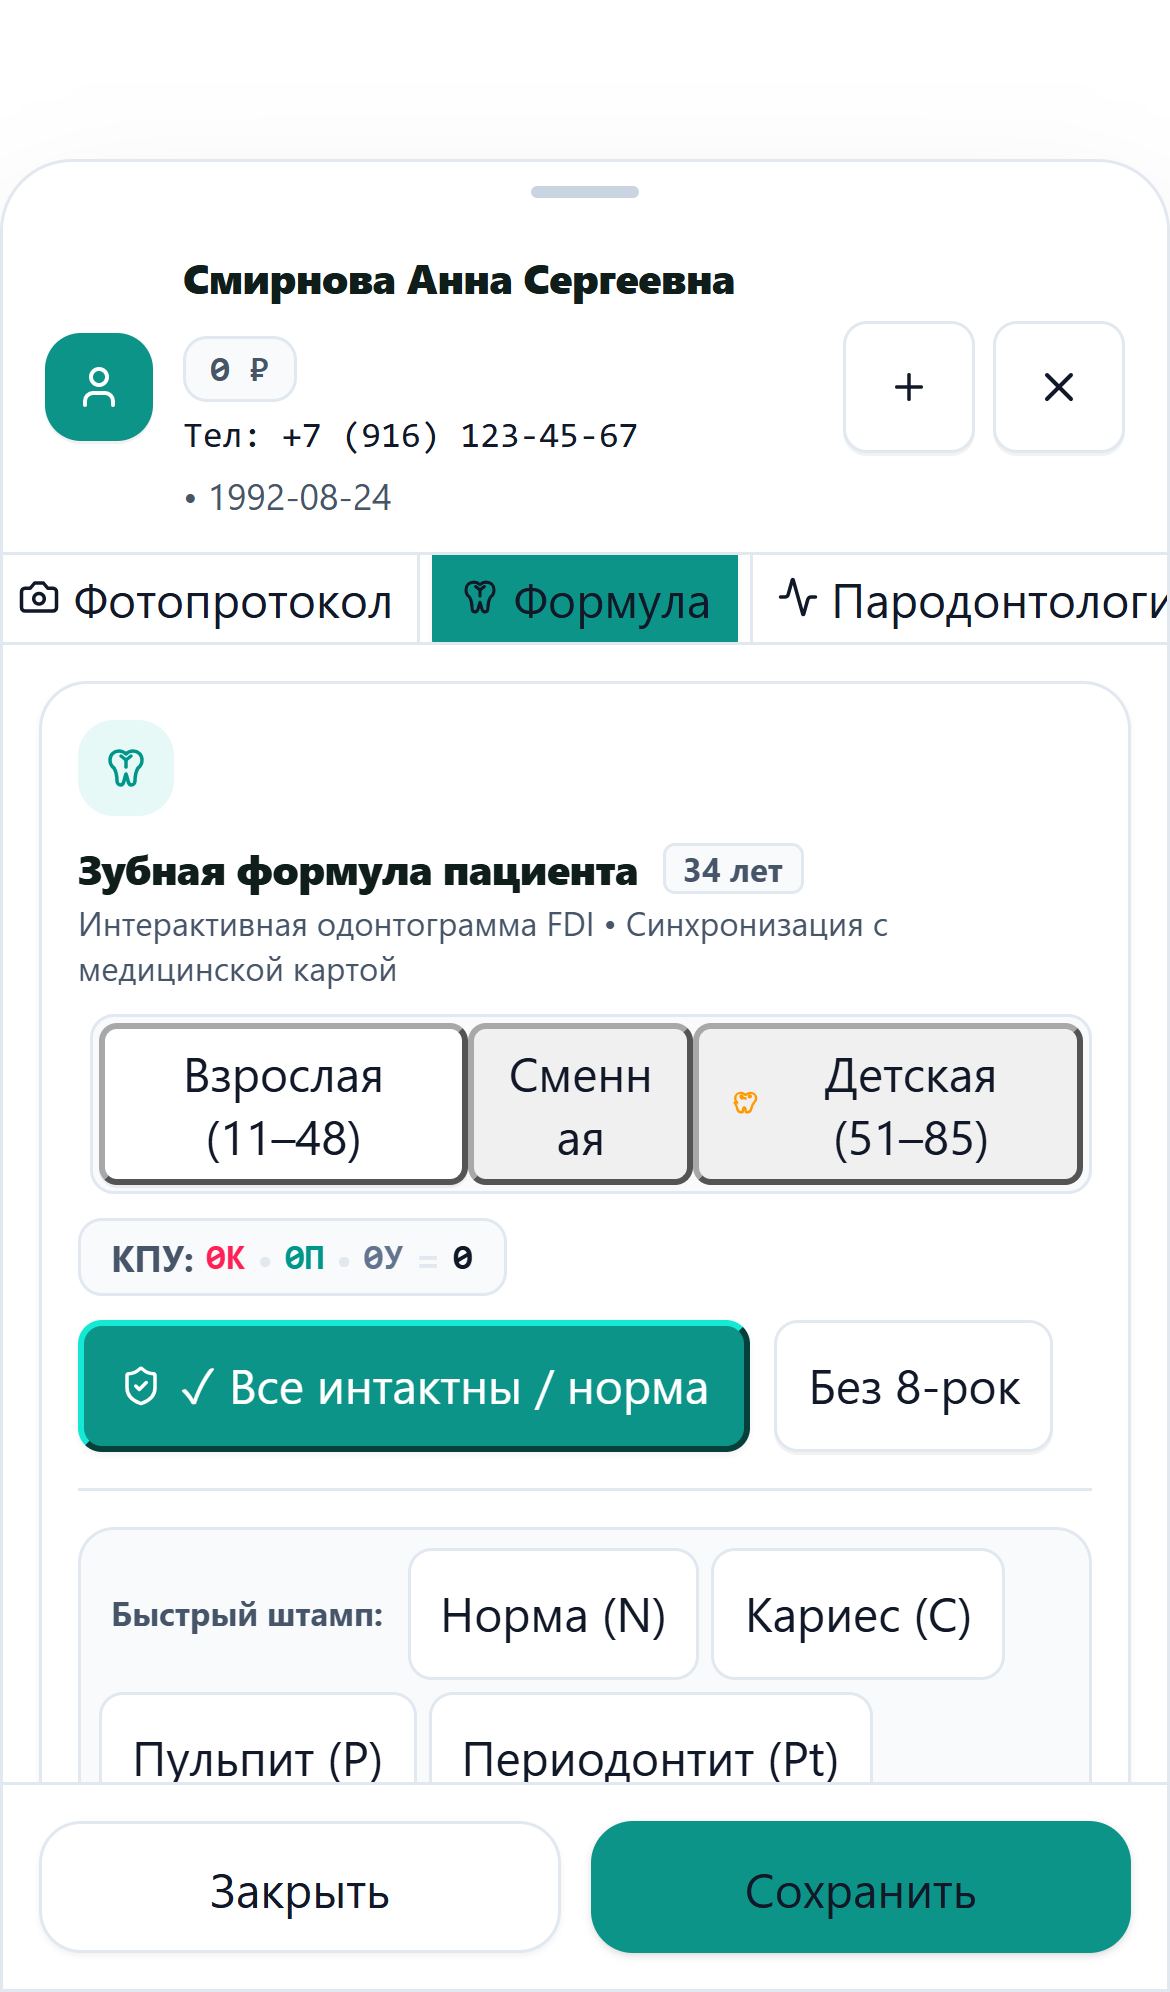 Смирнова Анна Сергеевна
0 ₽
Тел: +7 (916) 123-45-67
• 1992-08-24
Фотопротокол
Формула
Пародонтологи
Зубная формула пациента
34 лет
Интерактивная одонтограмма FDI • Синхронизация с
медицинской картой
Взрослая
(11–48)
Сменн
ая
Детская
(51–85)
КПУ: 0К • 0П • 0У = 0
✓ Все интактны / норма
Без 8-рок
Быстрый штамп:
Норма (N)
Кариес (C)
Пульпит (P)
Периодонтит (Pt)
Закрыть
Сохранить